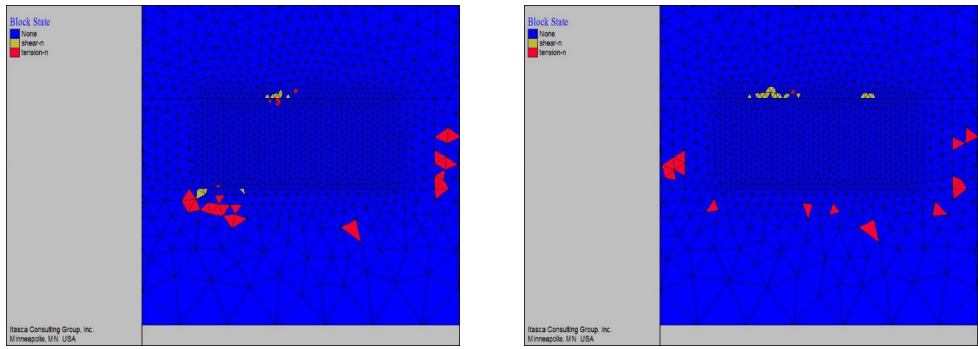 Block State
None
shear-n
tension-n
Itasca Consulting Group, Inc.
Minneapolis, MN USA
Block State
None
shear-n
tension-n
Itasca Consulting Group, Inc.
Minneapolis, MN USA